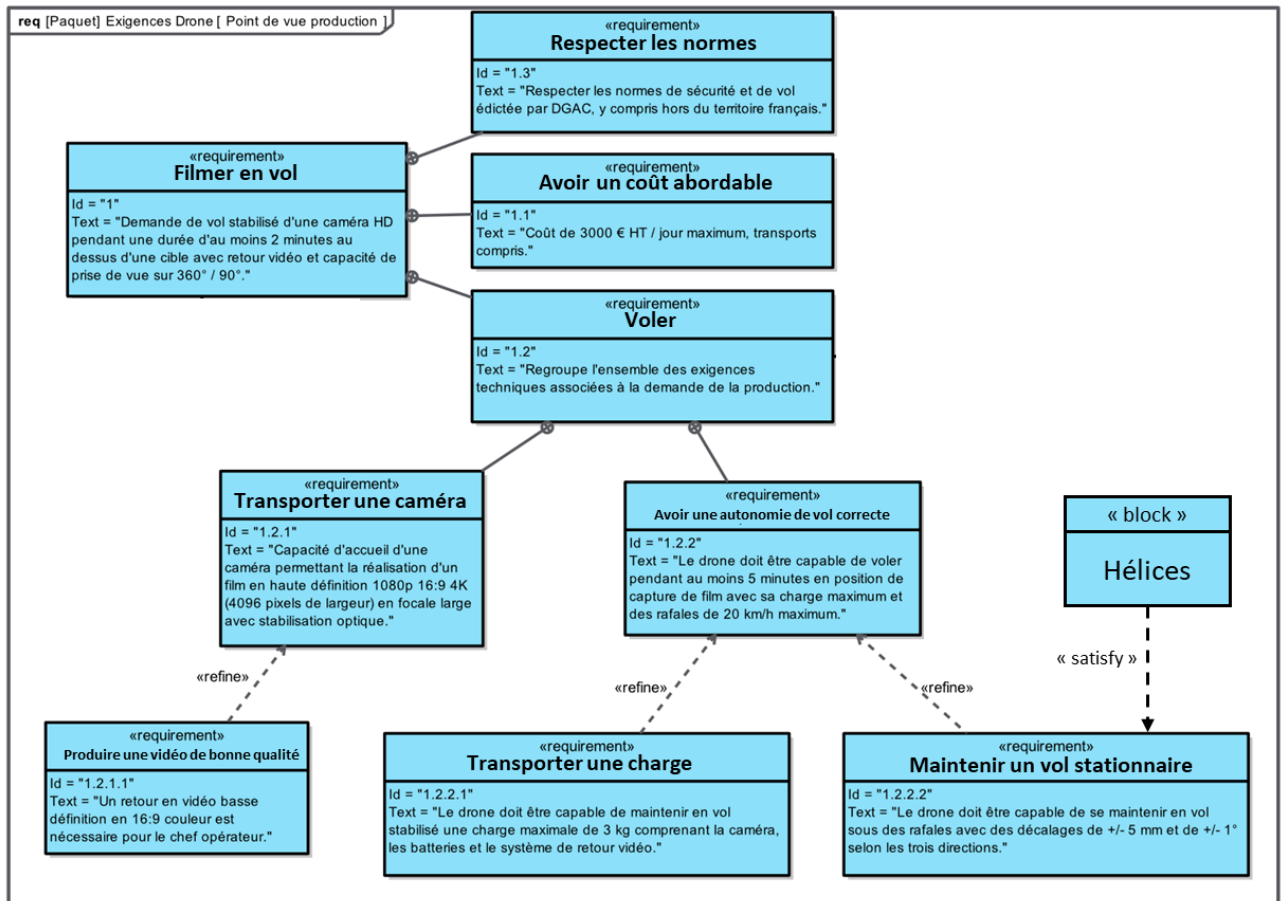 req [Paquet] Exigences Drone [ Point de vue production ]
«requirement»
Respecter les normes
Id = "1.3"
Text = "Respecter les normes de sécurité et de vol
édictée par DGAC, y compris hors du territoire français."
«requirement»
Filmer en vol
Id = "1"
Text = "Demande de vol stabilisé d'une caméra HD
pendant une durée d'au moins 2 minutes au
dessus d'une cible avec retour vidéo et capacité de
prise de vue sur 360° / 90°."
«requirement»
Avoir un coût abordable
Id = "1.1"
Text = "Coût de 3000 € HT / jour maximum, transports
compris."
«requirement»
Voler
Id = "1.2"
Text = "Regroupe l'ensemble des exigences
techniques associées à la demande de la production."
«requirement»
Transporter une caméra
Id = "1.2.1"
Text = "Capacité d'accueil d'une
caméra permettant la réalisation d'un
film en haute définition 1080p 16:9 4K
(4096 pixels de largeur) en focale large
avec stabilisation optique."
«requirement»
Avoir une autonomie de vol correcte
Id = "1.2.2"
Text = "Le drone doit être capable de voler
pendant au moins 5 minutes en position de
capture de film avec sa charge maximum et
des rafales de 20 km/h maximum."
« block »
Hélices
« satisfy »
«refine»
«refine»
«refine»
«requirement»
Produire une vidéo de bonne qualité
Id = "1.2.1.1"
Text = "Un retour en vidéo basse
définition en 16:9 couleur est
nécessaire pour le chef opérateur."
«requirement»
Transporter une charge
Id = "1.2.2.1"
Text = "Le drone doit être capable de maintenir en vol
stabilisé une charge maximale de 3 kg comprenant la caméra,
les batteries et le système de retour vidéo."
«requirement»
Maintenir un vol stationnaire
Id = "1.2.2.2"
Text = "Le drone doit être capable de se maintenir en vol
sous des rafales avec des décalages de +/- 5 mm et de +/- 1°
selon les trois directions."